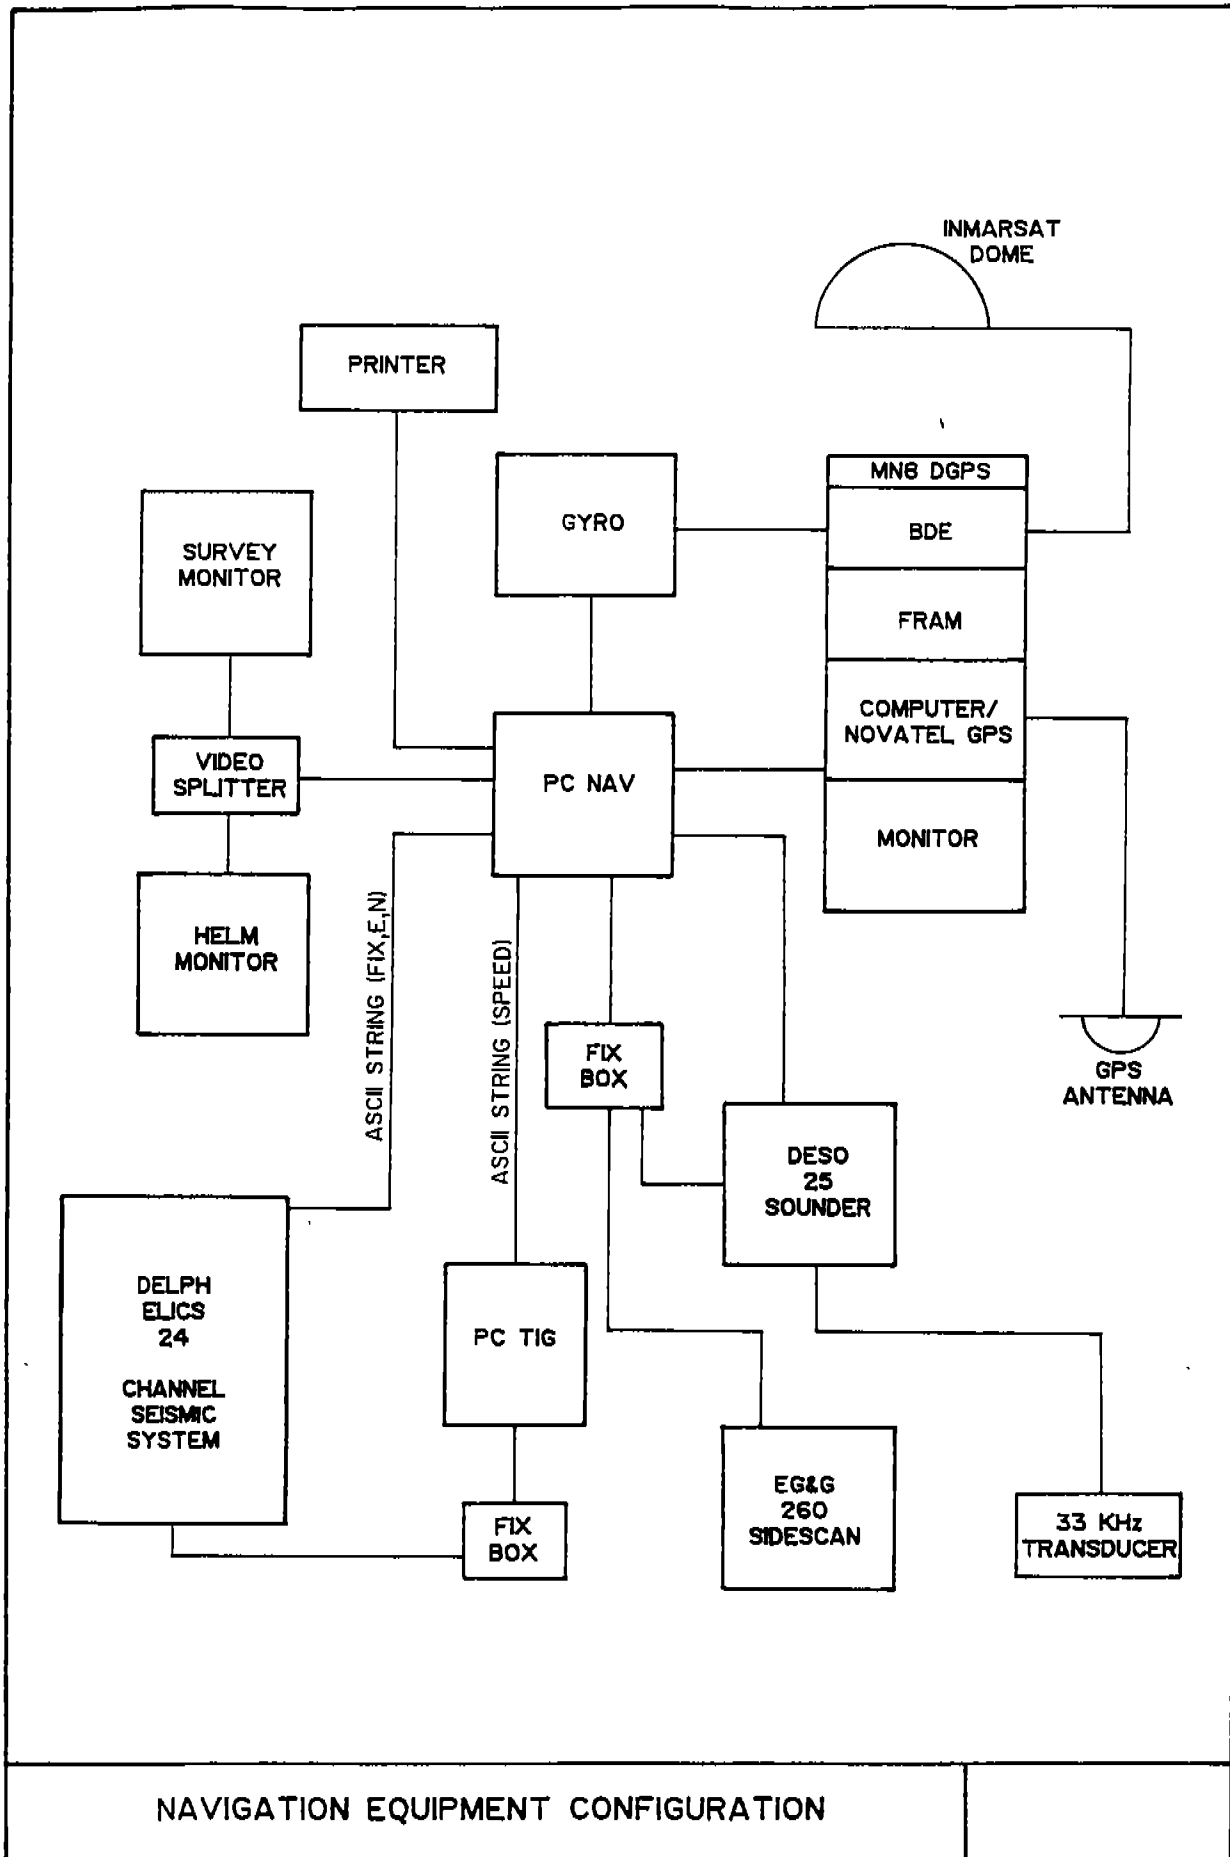 INMARSAT
DOME
PRINTER
MN8 DGPS
GYRO
BDE
SURVEY
MONITOR
FRAM
COMPUTER/
NOVATEL GPS
VIDEO
SPLITTER
PC NAV
MONITOR
HELM
MONITOR
ASCII STRING (FIX,E,N)
ASCII STRING (SPEED)
FIX
BOX
GPS
ANTENNA
DESO
25
SOUNDER
DELPH
ELICS
24
CHANNEL
SEISMIC
SYSTEM
PC TIG
EG&G
260
SIDESCAN
FIX
BOX
33 KHz
TRANSDUCER
NAVIGATION EQUIPMENT CONFIGURATION